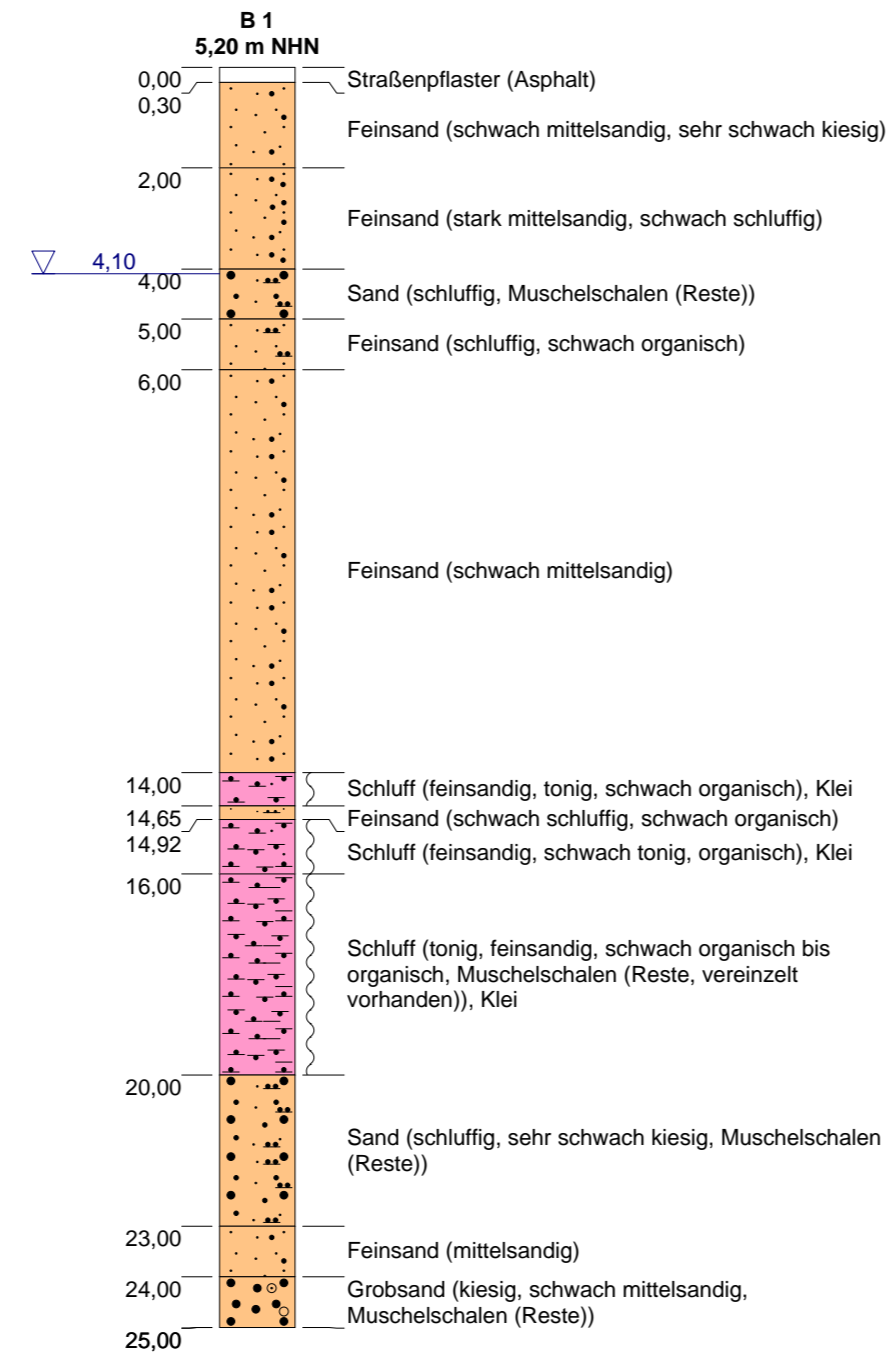 B 1
5,20 m NHN
0,00
Straßenpflaster (Asphalt)
0,30
Feinsand (schwach mittelsandig, sehr schwach kiesig)
2,00
Feinsand (stark mittelsandig, schwach schluffig)
4,10
4,00
Sand (schluffig, Muschelschalen (Reste))
5,00
Feinsand (schluffig, schwach organisch)
6,00
Feinsand (schwach mittelsandig)
14,00
Schluff (feinsandig, tonig, schwach organisch), Klei
14,65
Feinsand (schwach schluffig, schwach organisch)
14,92
Schluff (feinsandig, schwach tonig, organisch), Klei
16,00
Schluff (tonig, feinsandig, schwach organisch bis
organisch, Muschelschalen (Reste, vereinzelt
vorhanden)), Klei
20,00
Sand (schluffig, sehr schwach kiesig, Muschelschalen
(Reste))
23,00
Feinsand (mittelsandig)
24,00
Grobsand (kiesig, schwach mittelsandig,
Muschelschalen (Reste))
25,00